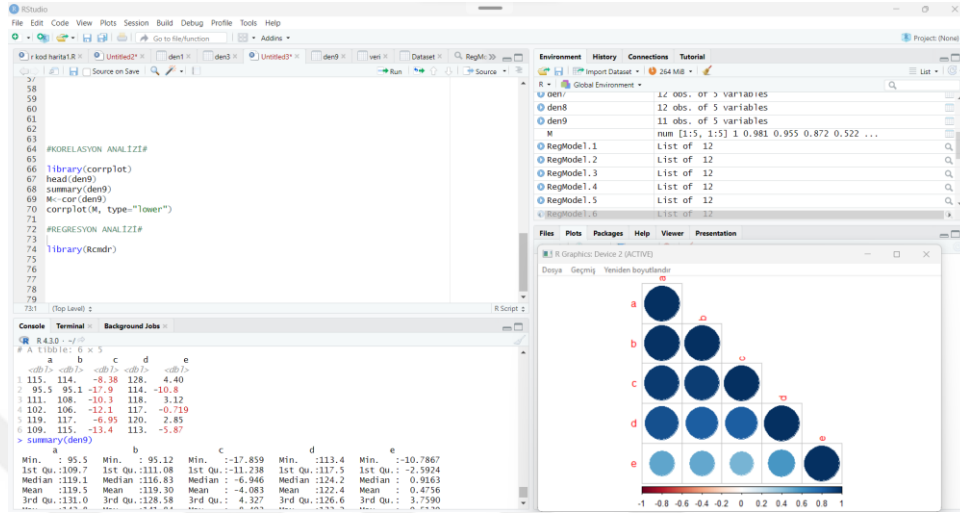 RStudio
File Edit Code View Plots Session Build Debug Profile Tools Help
Go to file/function Addins Project: (None)
r kod harita1.R Untitled2* den1 den3 Untitled3* den9 veri Dataset RegMo
Source on Save Run Source
57
58
59
60
61
62
63
64 #KORELASYON ANALİZİ#
65
66 library(corrplot)
67 head(den9)
68 summary(den9)
69 M<-cor(den9)
70 corrplot(M, type="lower")
71
72 #REGRESYON ANALİZİ#
73
74 library(Rcmdr)
75
76
77
78
79
73:1 (Top Level) R Script
Console Terminal Background Jobs
R 4.3.0 · ~/
# A tibble: 6 × 5
a b c d e
<dbl> <dbl> <dbl> <dbl> <dbl>
1 115. 114. -8.38 128. 4.40
2 95.5 95.1 -17.9 114. -10.8
3 111. 108. -10.3 118. 3.12
4 102. 106. -12.1 117. -0.719
5 119. 117. -6.95 120. 2.85
6 109. 115. -13.4 113. -5.87
> summary(den9)
a b c d e
Min. : 95.5 Min. : 95.12 Min. :-17.859 Min. :113.4 Min. :-10.7867
1st Qu.:109.7 1st Qu.:111.08 1st Qu.:-11.238 1st Qu.:117.5 1st Qu.: -2.5924
Median :119.1 Median :116.83 Median : -6.946 Median :124.2 Median : 0.9163
Mean :119.5 Mean :119.30 Mean : -4.083 Mean :122.4 Mean : 0.4756
3rd Qu.:131.0 3rd Qu.:128.58 3rd Qu.: 4.327 3rd Qu.:126.6 3rd Qu.: 3.7590
Environment History Connections Tutorial
Import Dataset 264 MiB List
R Global Environment
den7 12 obs. of 5 variables
den8 12 obs. of 5 variables
den9 11 obs. of 5 variables
M num [1:5, 1:5] 1 0.981 0.955 0.872 0.522 ...
RegModel.1 List of 12
RegModel.2 List of 12
RegModel.3 List of 12
RegModel.4 List of 12
RegModel.5 List of 12
RegModel.6 List of 12
Files Plots Packages Help Viewer Presentation
R Graphics: Device 2 (ACTIVE)
Dosya Geçmiş Yeniden boyutlandır
a
a
b
b
c
c
d
d
e
e
-1 -0.8 -0.6 -0.4 -0.2 0 0.2 0.4 0.6 0.8 1